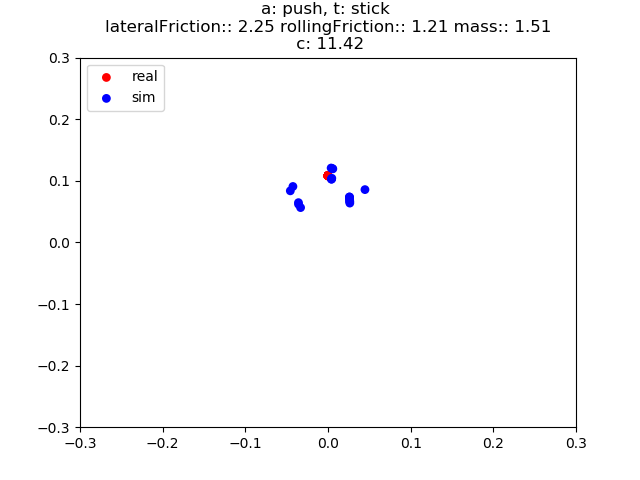 a: push, t: stick
lateralFriction:: 2.25 rollingFriction:: 1.21 mass:: 1.51
c: 11.42
real
sim
0.3
0.2
0.1
0.0
−0.1
−0.2
−0.3
−0.3 −0.2 −0.1 0.0 0.1 0.2 0.3